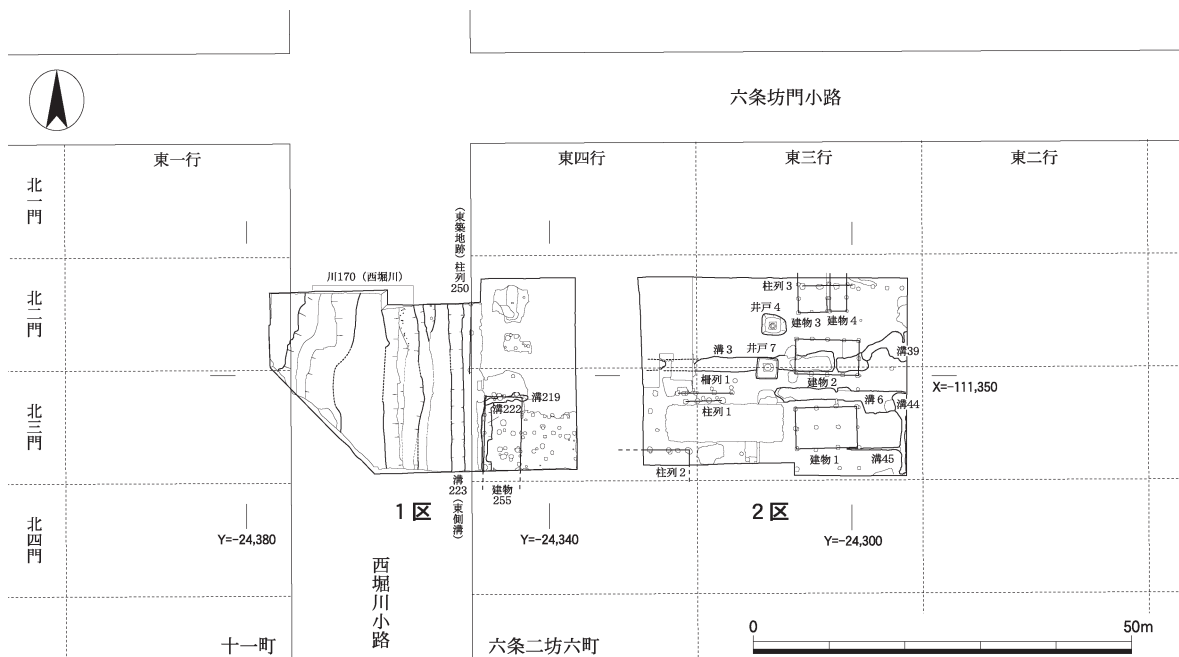 六条坊門小路
東一行
東四行
東三行
東二行
北一門
北二門
北三門
北四門
川170（西堀川）
（東築地跡）柱列250
柱列3
井戸4
建物3
建物4
溝3
井戸7
溝39
建物2
柵列1
X=-111,350
溝219
溝222
溝6
溝44
柱列1
建物1
溝45
柱列2
溝223（東側溝）
建物255
1区
2区
Y=-24,380
Y=-24,340
Y=-24,300
西堀川小路
十一町
六条二坊六町
0
50m